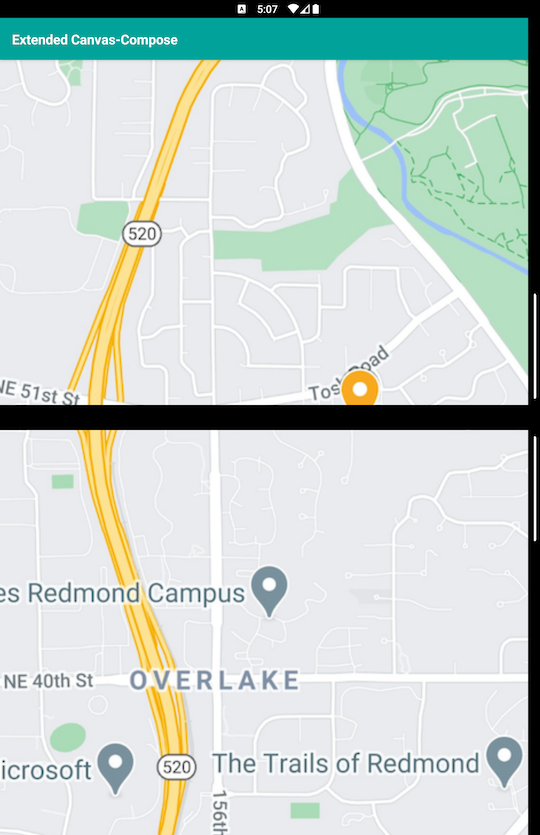 5:07
Extended Canvas-Compose
520
NE 51st St
Road
es Redmond Campus
NE 40th St
OVERLAKE
icrosoft
520
The Trails of Redmond
156th